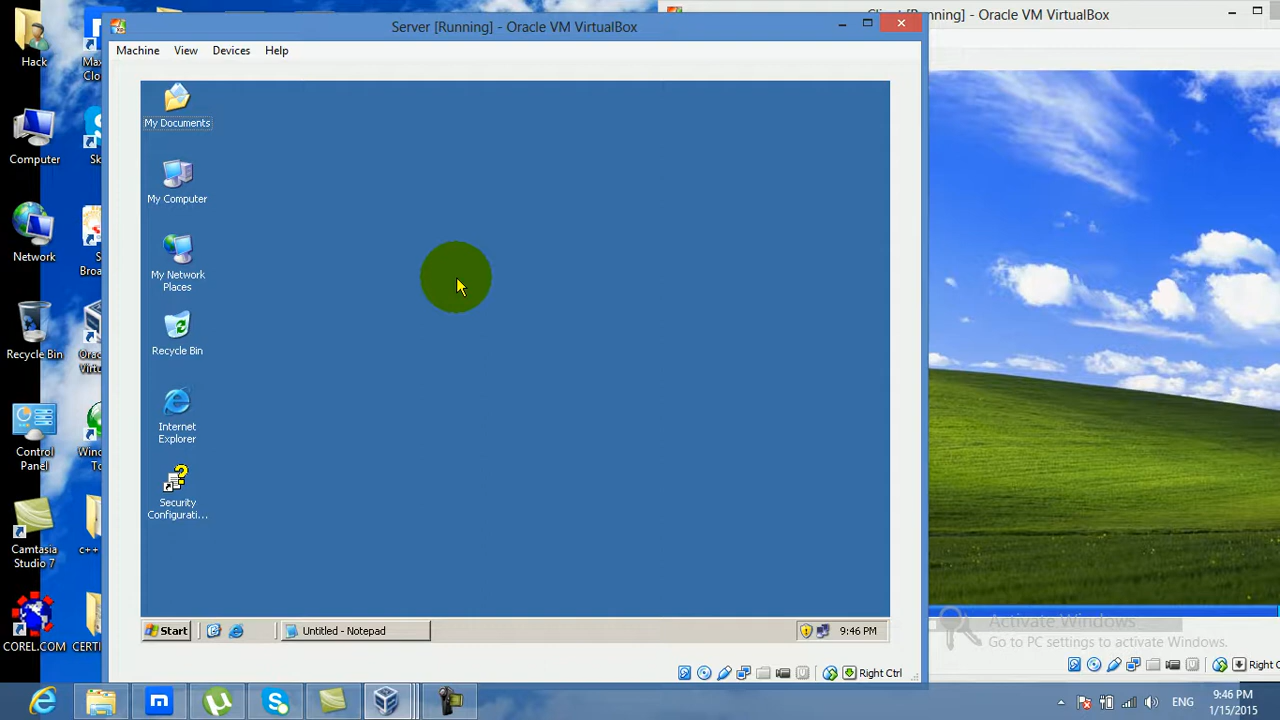 Hack
Computer
Network
Recycle Bin
Control
Panel
Camtasia
Studio 7
COREL.COM
Server [Running] - Oracle VM VirtualBox
Machine
View
Devices
Help
My Documents
My Computer
My Network
Places
Recycle Bin
Internet
Explorer
Security
Configurati...
Start
Untitled - Notepad
9:46 PM
Right Ctrl
Oracle VM VirtualBox
Activate Windows
Go to PC settings to activate Windows.
Right C
ENG
9:46 PM
1/15/2015